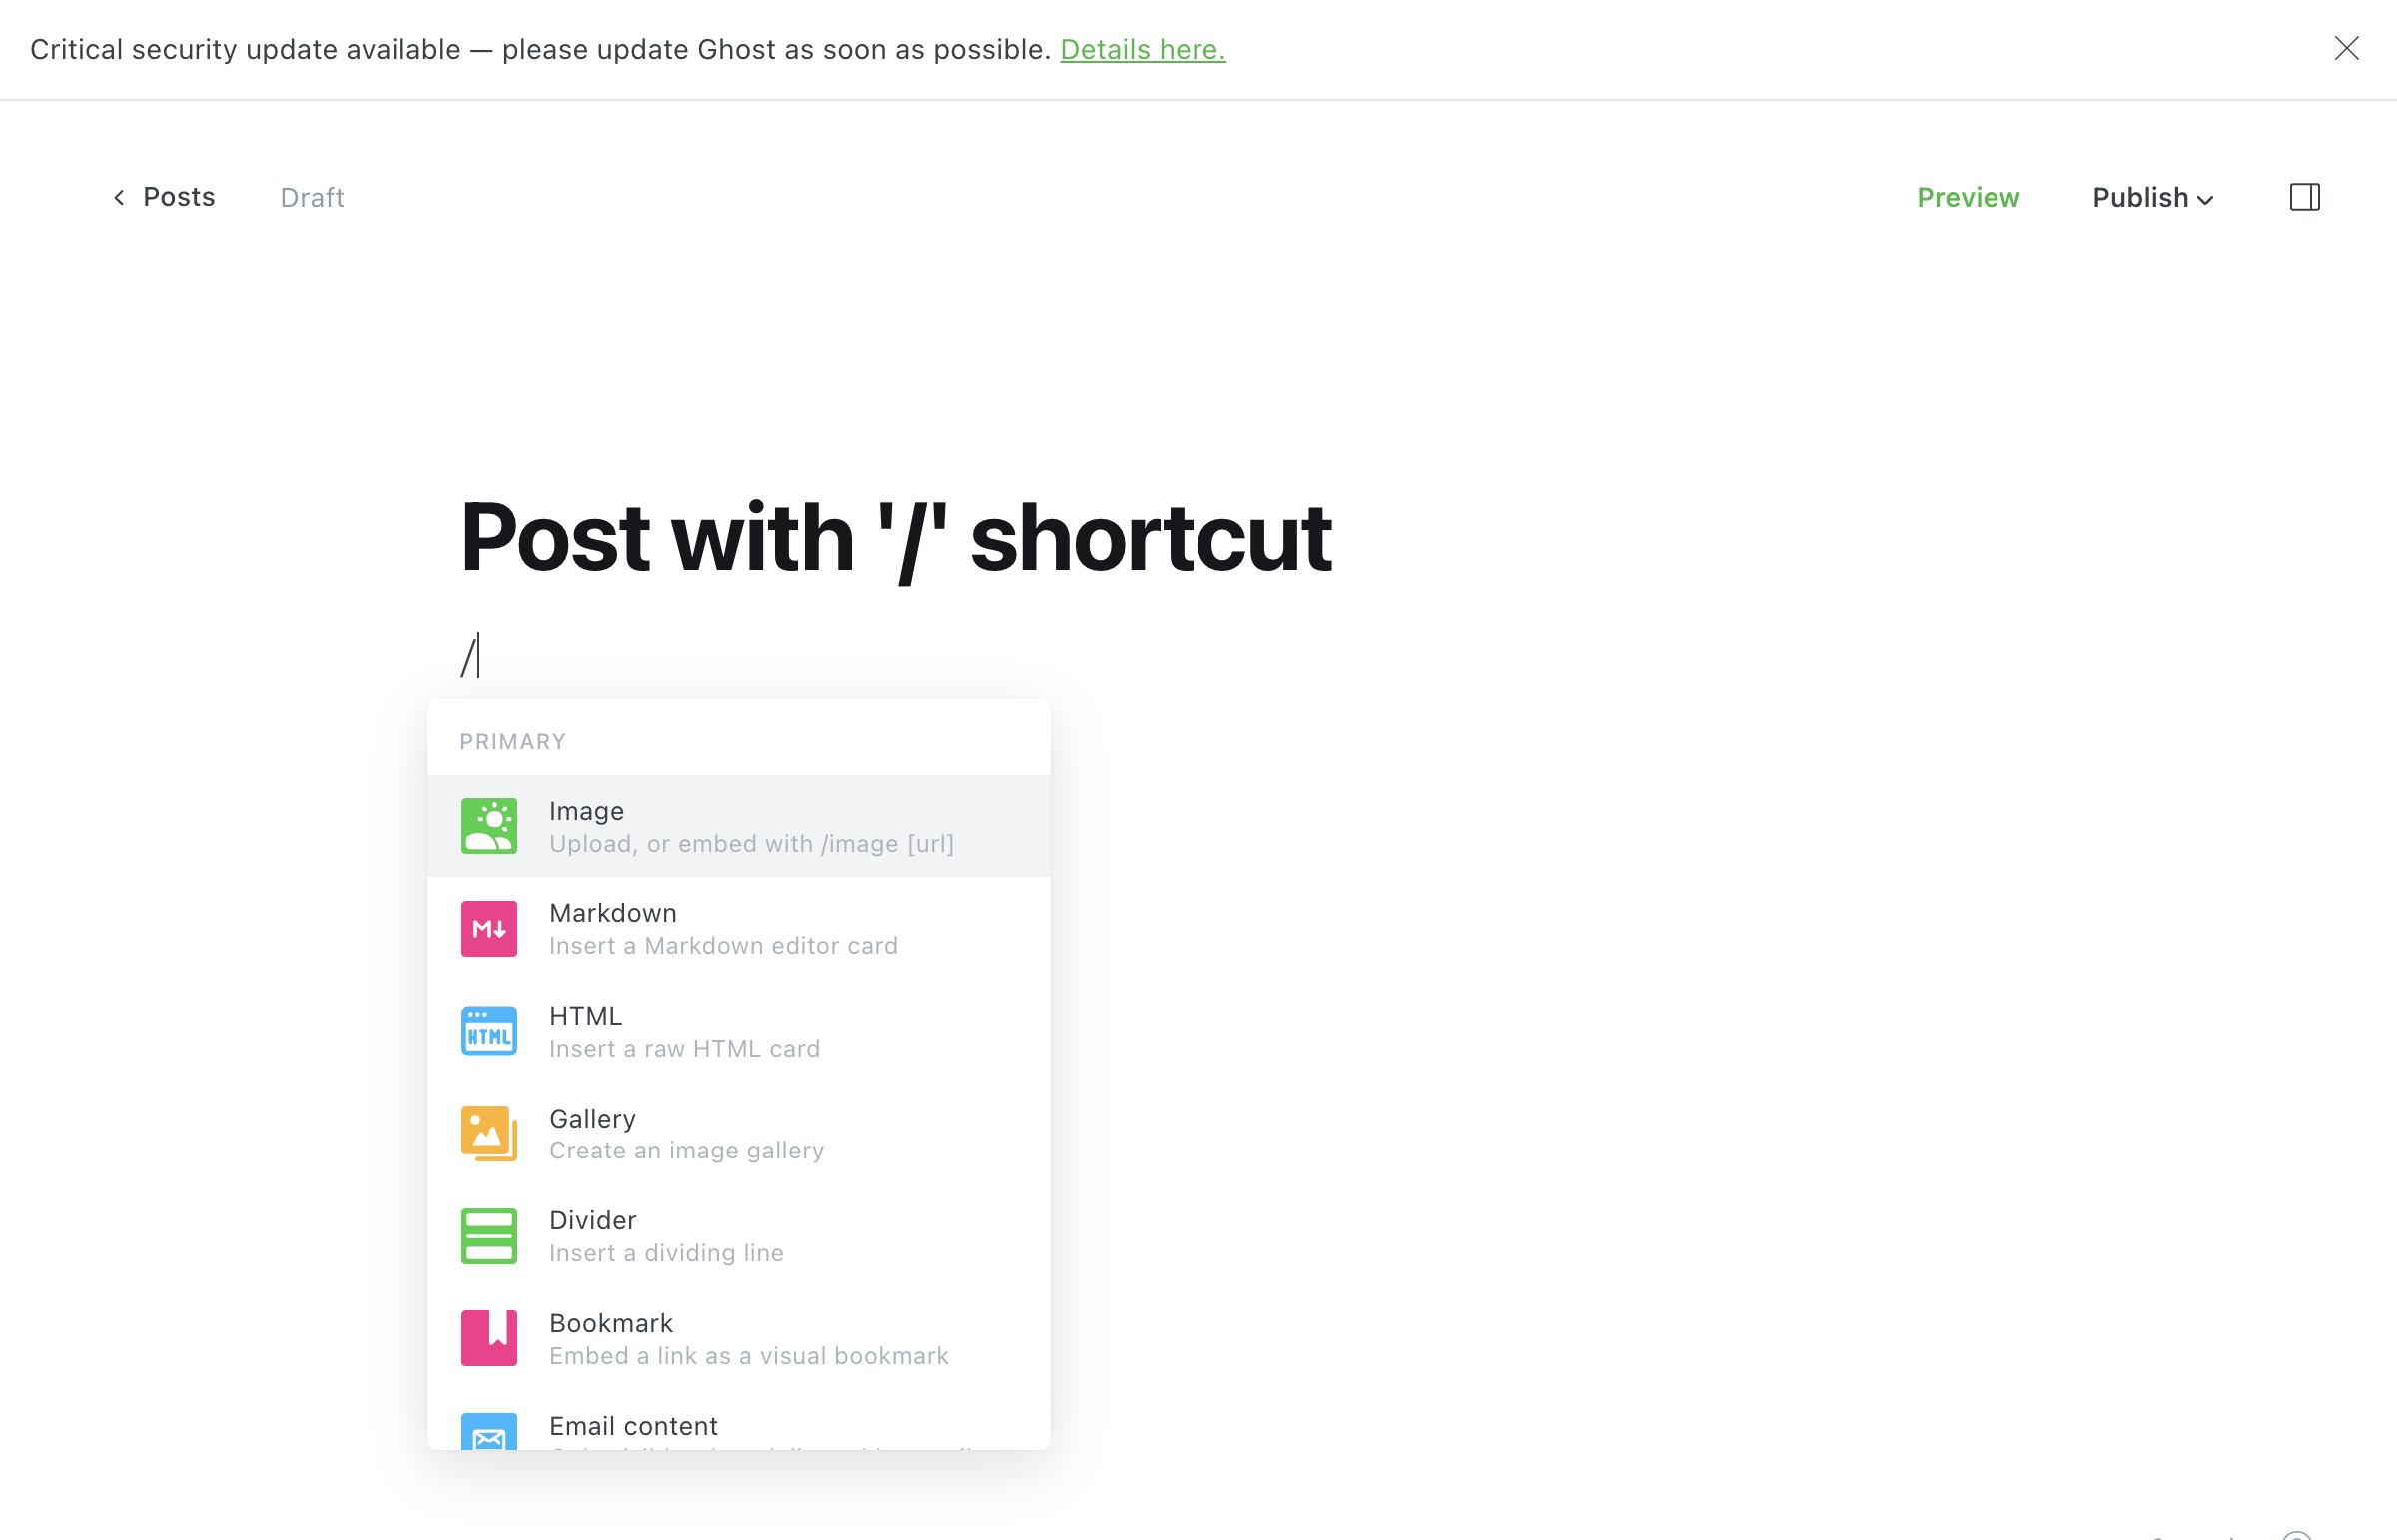 Critical security update available — please update Ghost as soon as possible. Details here.
Posts
Draft
Preview
Publish
Post with '/' shortcut
/
PRIMARY
Image
Upload, or embed with /image [url]
M
Markdown
Insert a Markdown editor card
HTML
HTML
Insert a raw HTML card
Gallery
Create an image gallery
Divider
Insert a dividing line
Bookmark
Embed a link as a visual bookmark
Email content